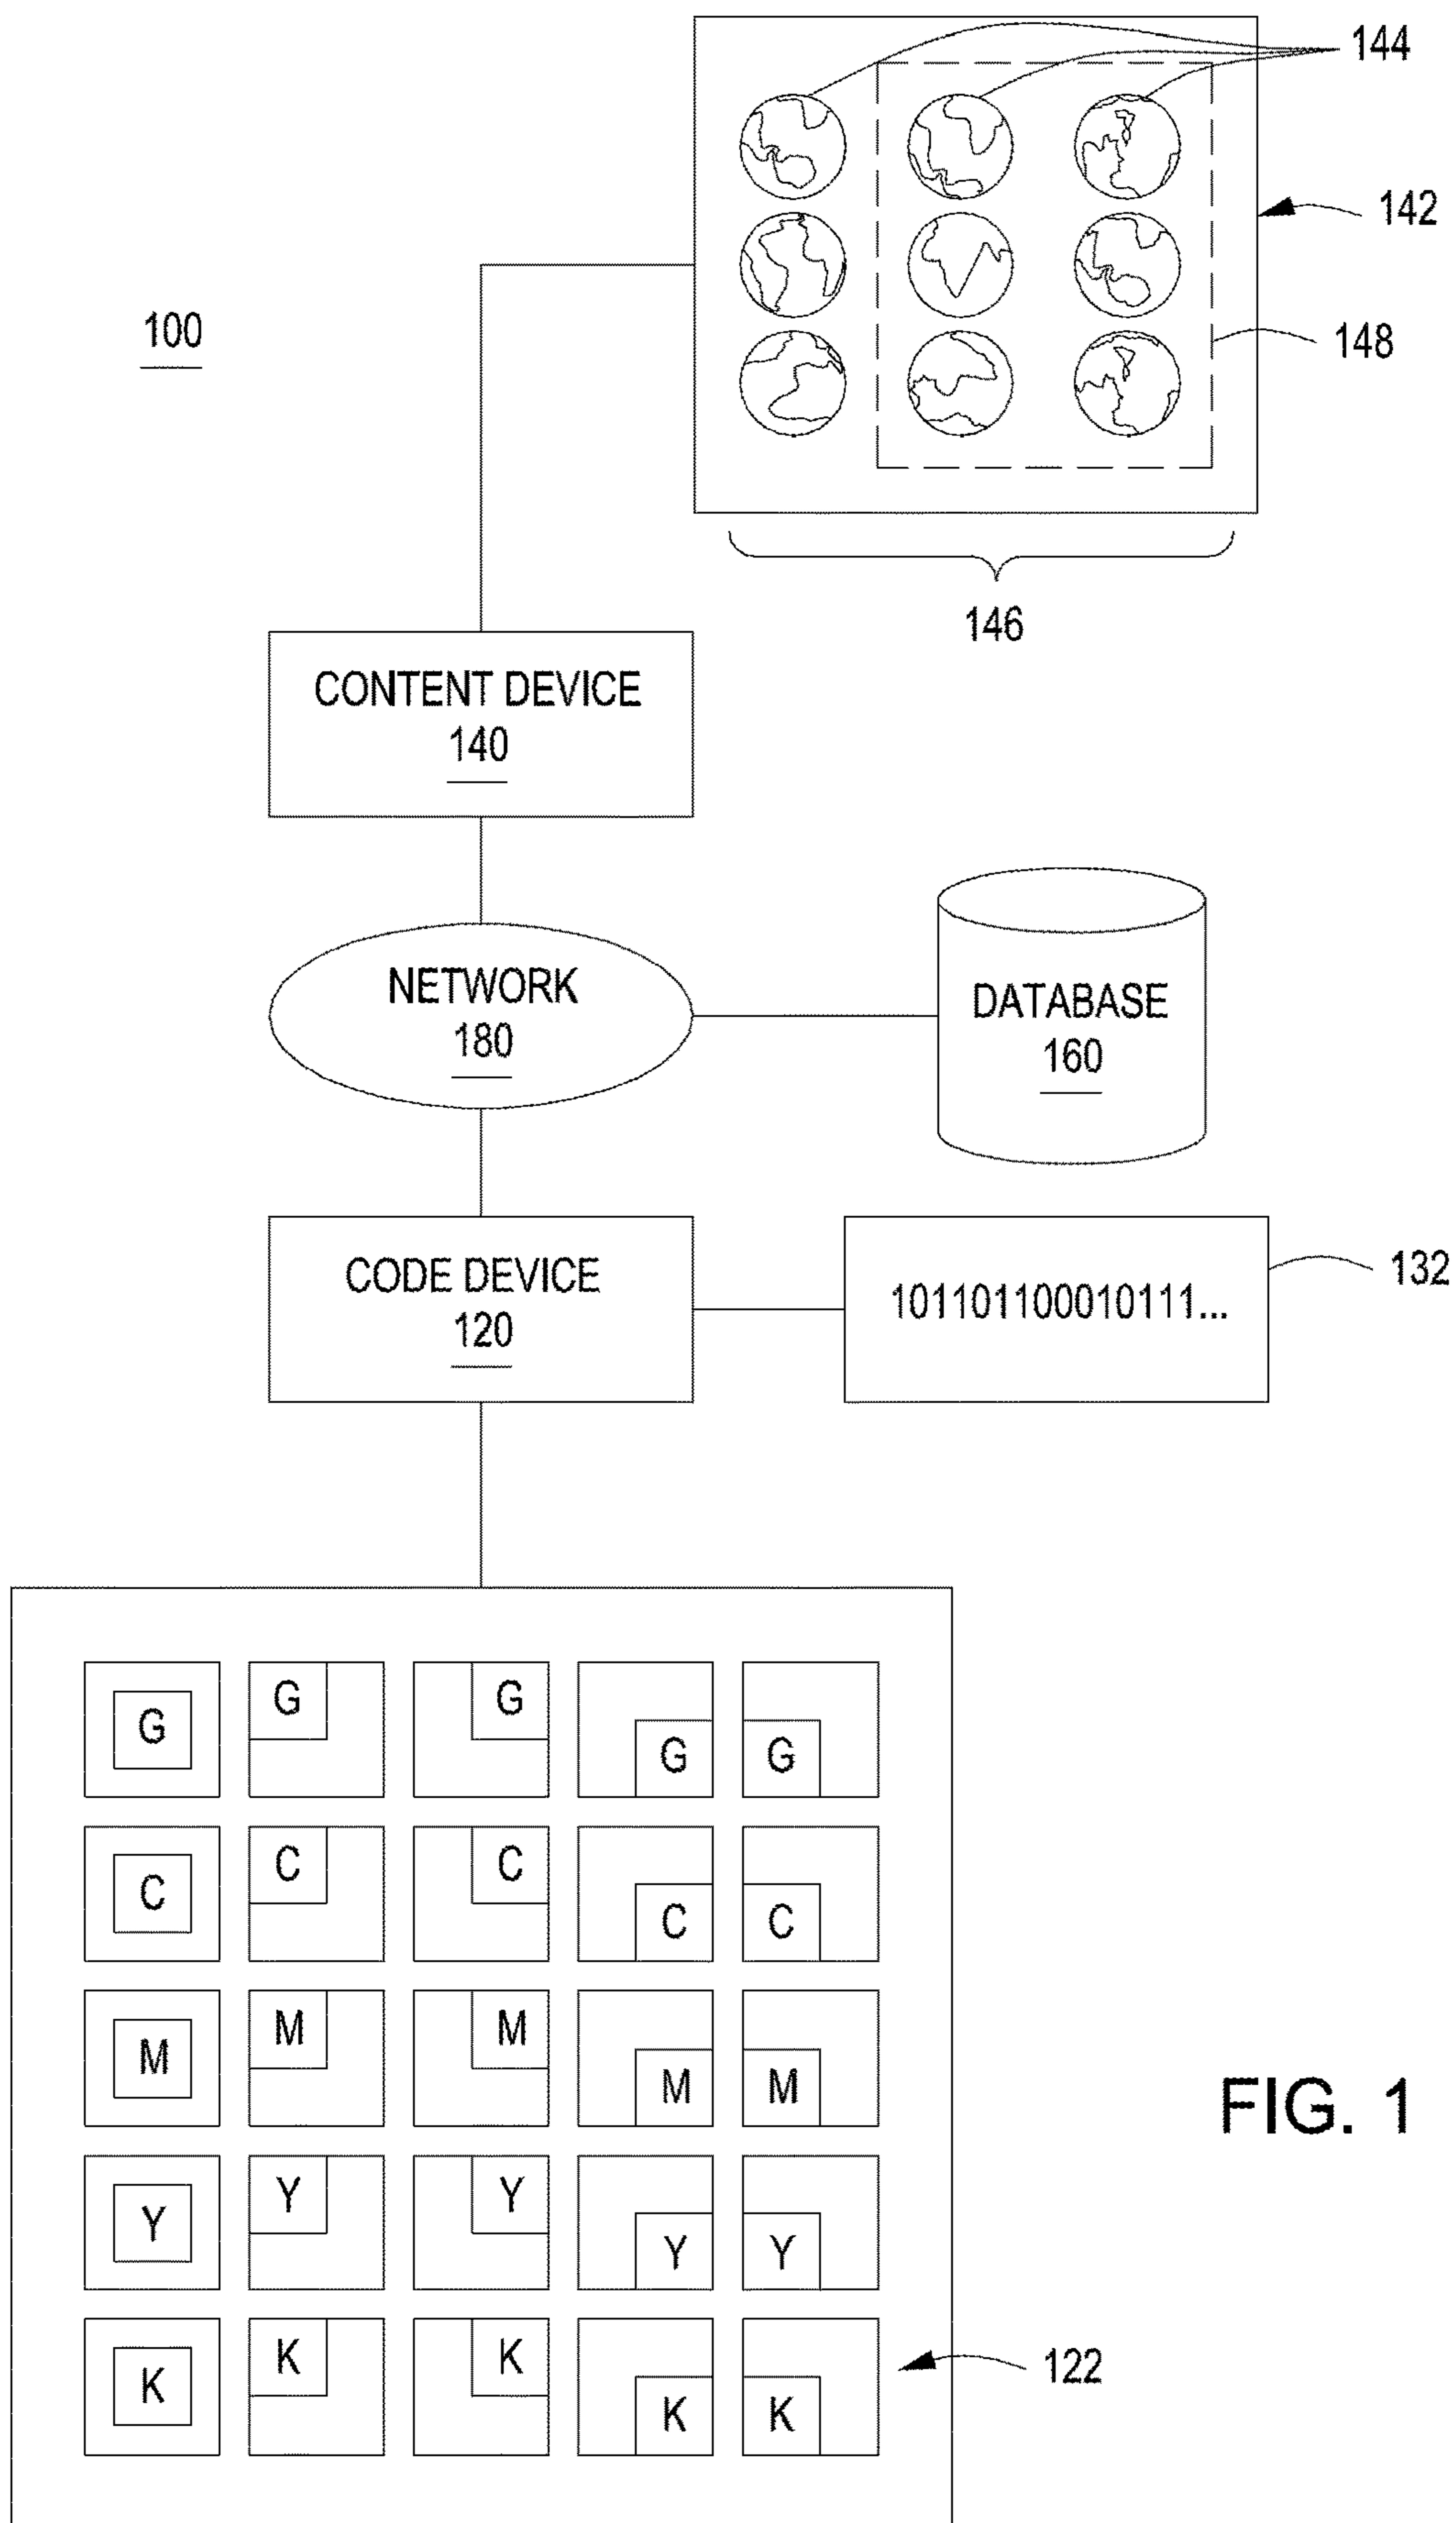 144
142
100
148
146
CONTENT DEVICE
140
NETWORK
180
DATABASE
160
CODE DEVICE
120
101101100010111...
132
G G G G G
C C C C C
M M M M M
Y Y Y Y Y
K K K K K
122
FIG. 1